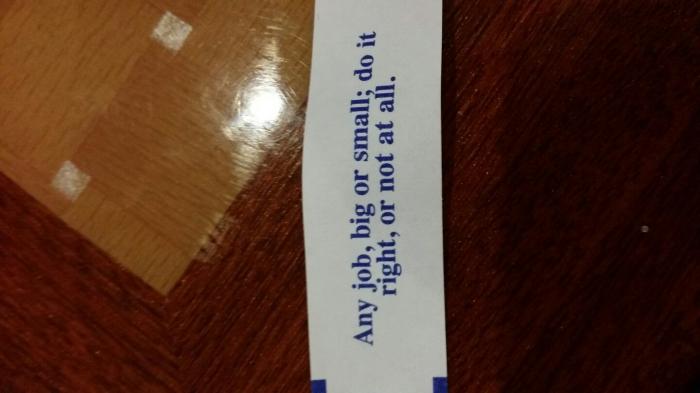 Any job, big or small; do it
right, or not at all.